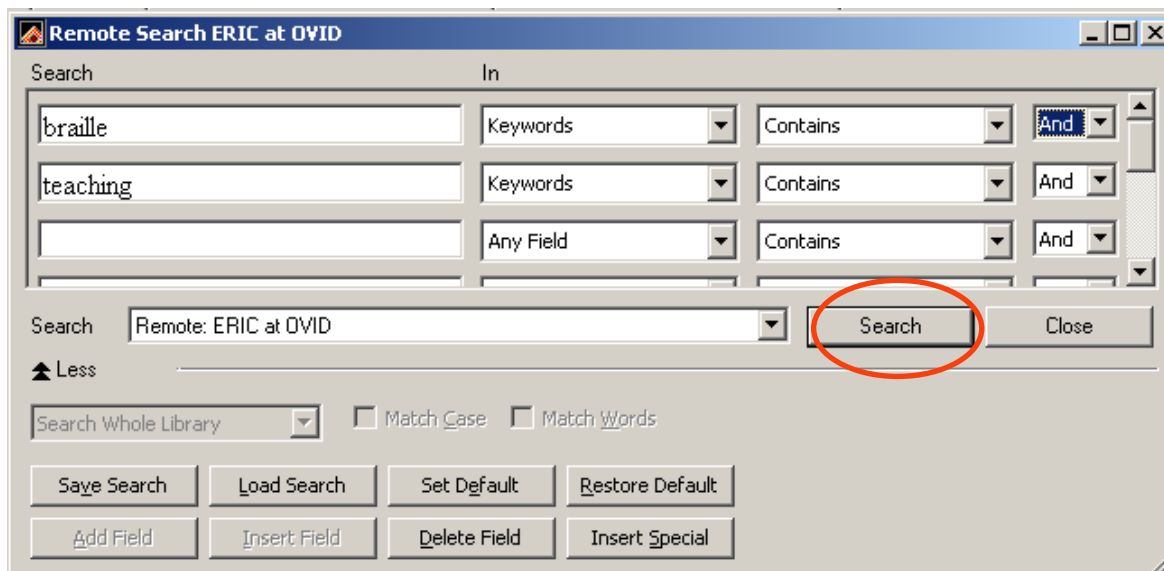 Remote Search ERIC at OVID
Search In
braille Keywords Contains And
teaching Keywords Contains And
Any Field Contains And
Search Remote: ERIC at OVID Search Close
Less
Search Whole Library Match Case Match Words
Save Search Load Search Set Default Restore Default
Add Field Insert Field Delete Field Insert Special